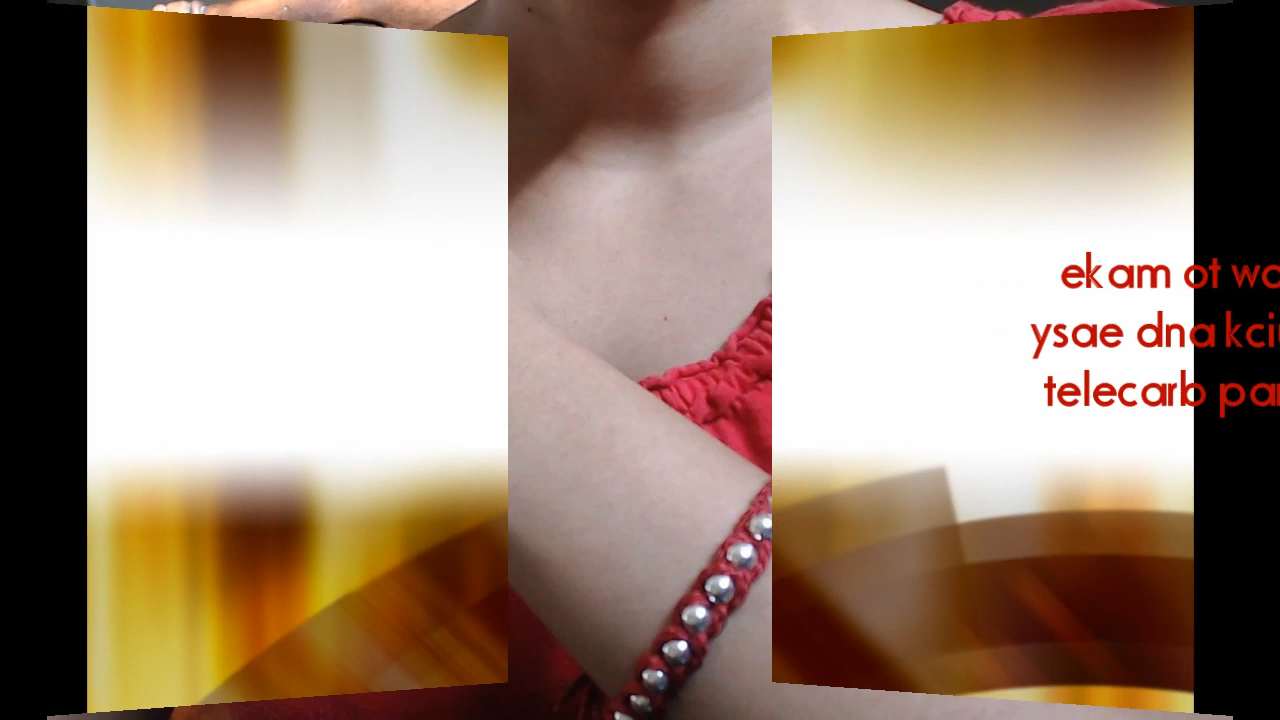 ekam ot
ysae dna
telecarb